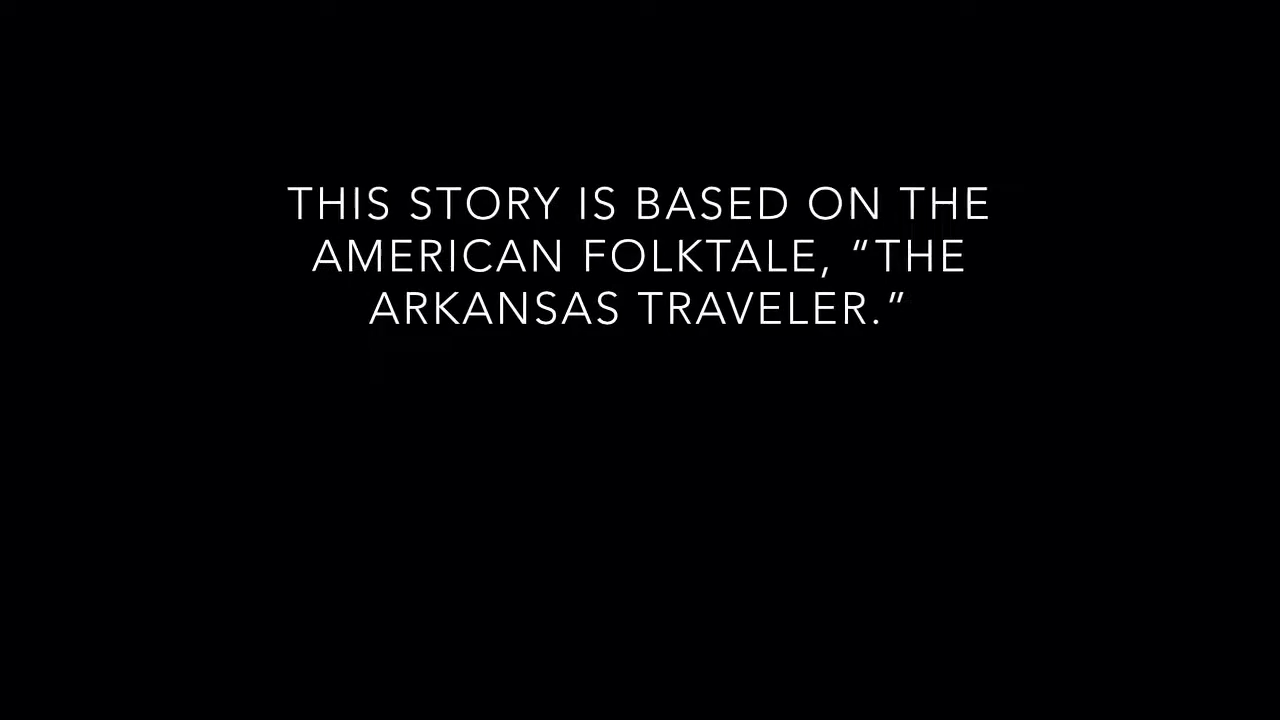 THIS STORY IS BASED ON THE
AMERICAN FOLKTALE, “THE
ARKANSAS TRAVELER.”